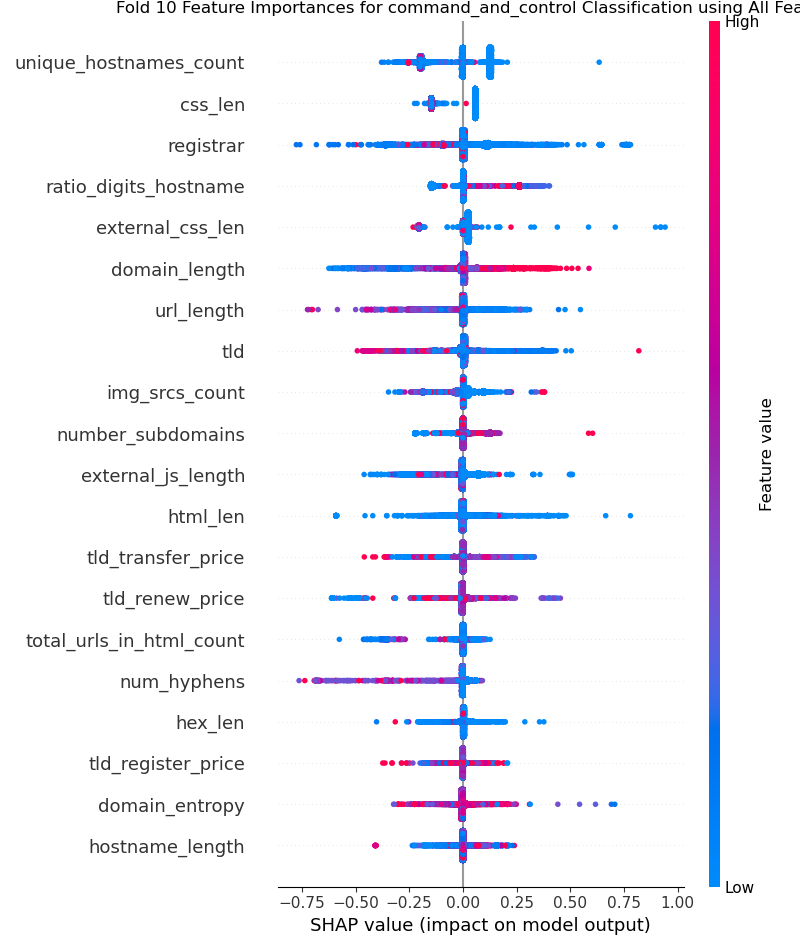 Fold 10 Feature Importances for command_and_control Classification using All Fea
High
unique_hostnames_count
css_len
registrar
ratio_digits_hostname
external_css_len
domain_length
url_length
tld
img_srcs_count
number_subdomains
external_js_length
html_len
tld_transfer_price
tld_renew_price
total_urls_in_html_count
num_hyphens
hex_len
tld_register_price
domain_entropy
hostname_length
Feature value
Low
−0.75 −0.50 −0.25 0.00 0.25 0.50 0.75 1.00
SHAP value (impact on model output)